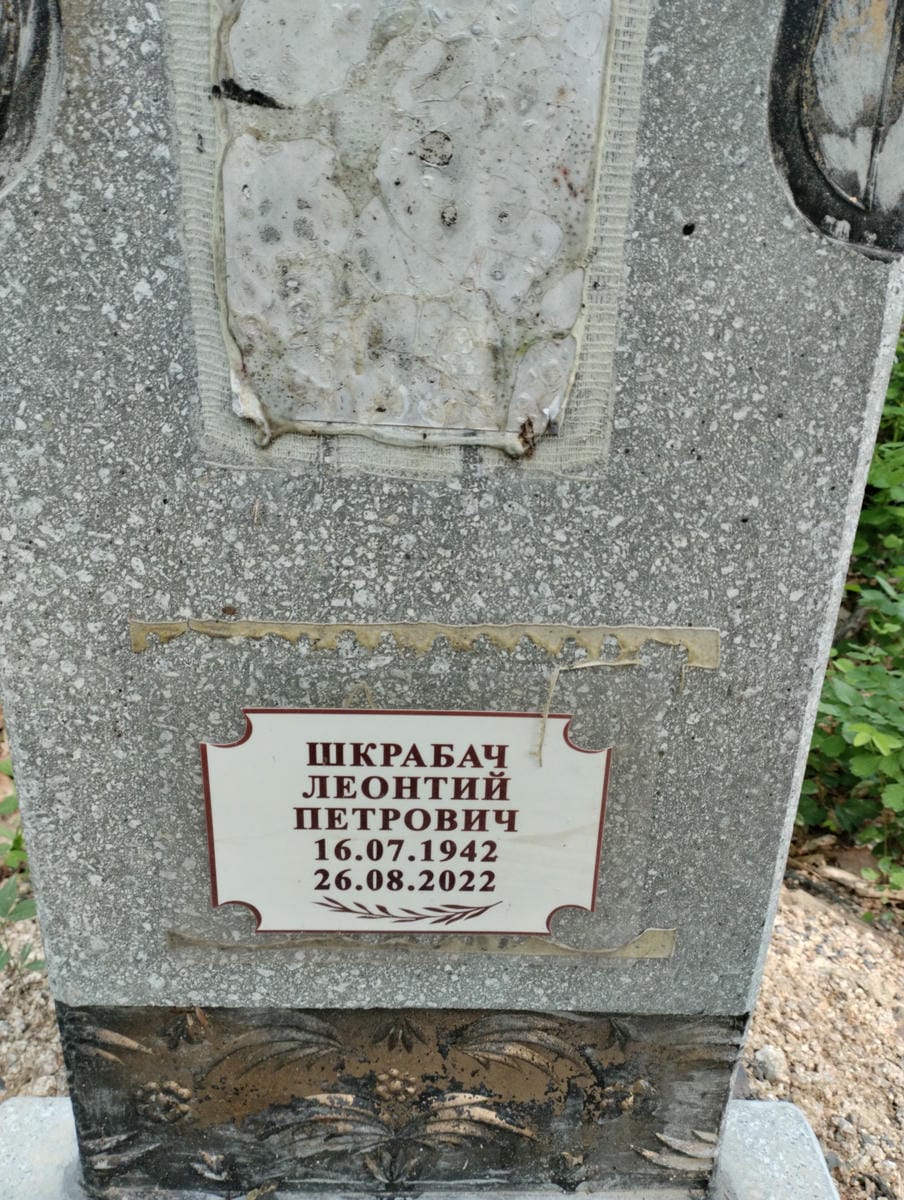 ШКРАБАЧ
ЛЕОНТИЙ
ПЕТРОВИЧ
16.07.1942
26.08.2022